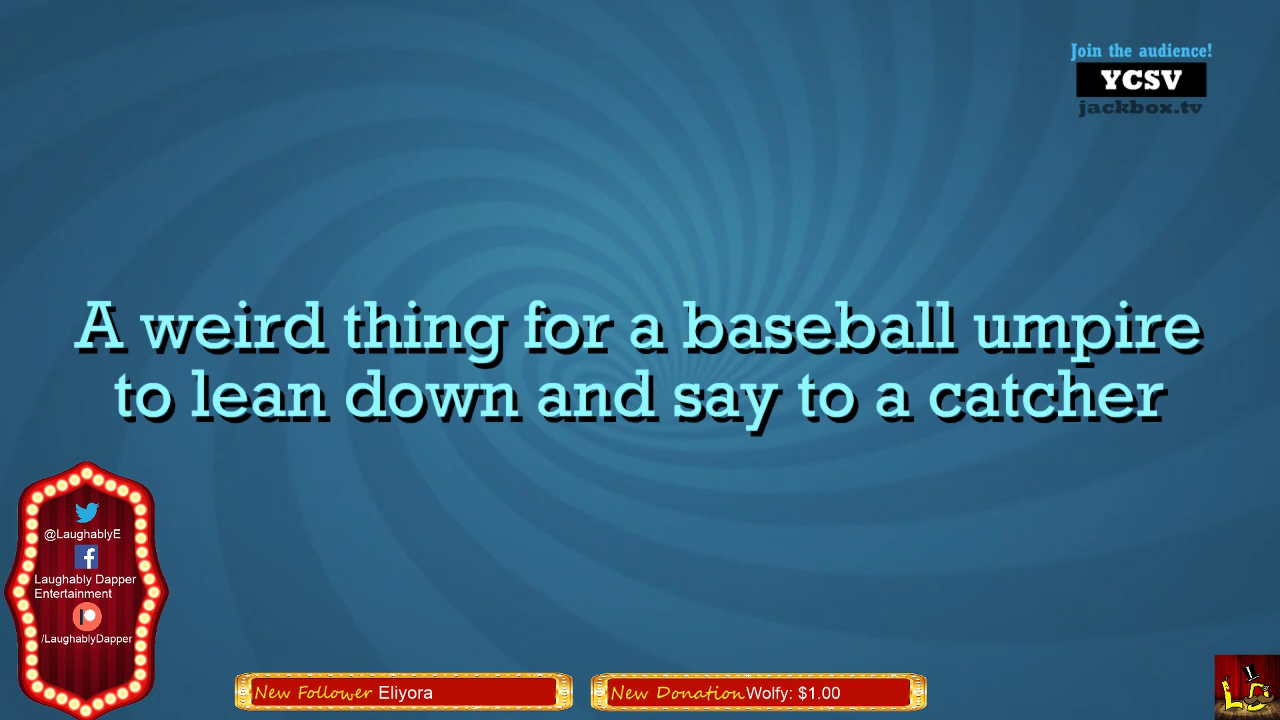 Join the audience!
YCSV
jackbox.tv
A weird thing for a baseball umpire
to lean down and say to a catcher
@LaughablyE
Laughably Dapper
Entertainment
/LaughablyDapper
New Follower Eliyora
New Donation Wolfy: $1.00
LD